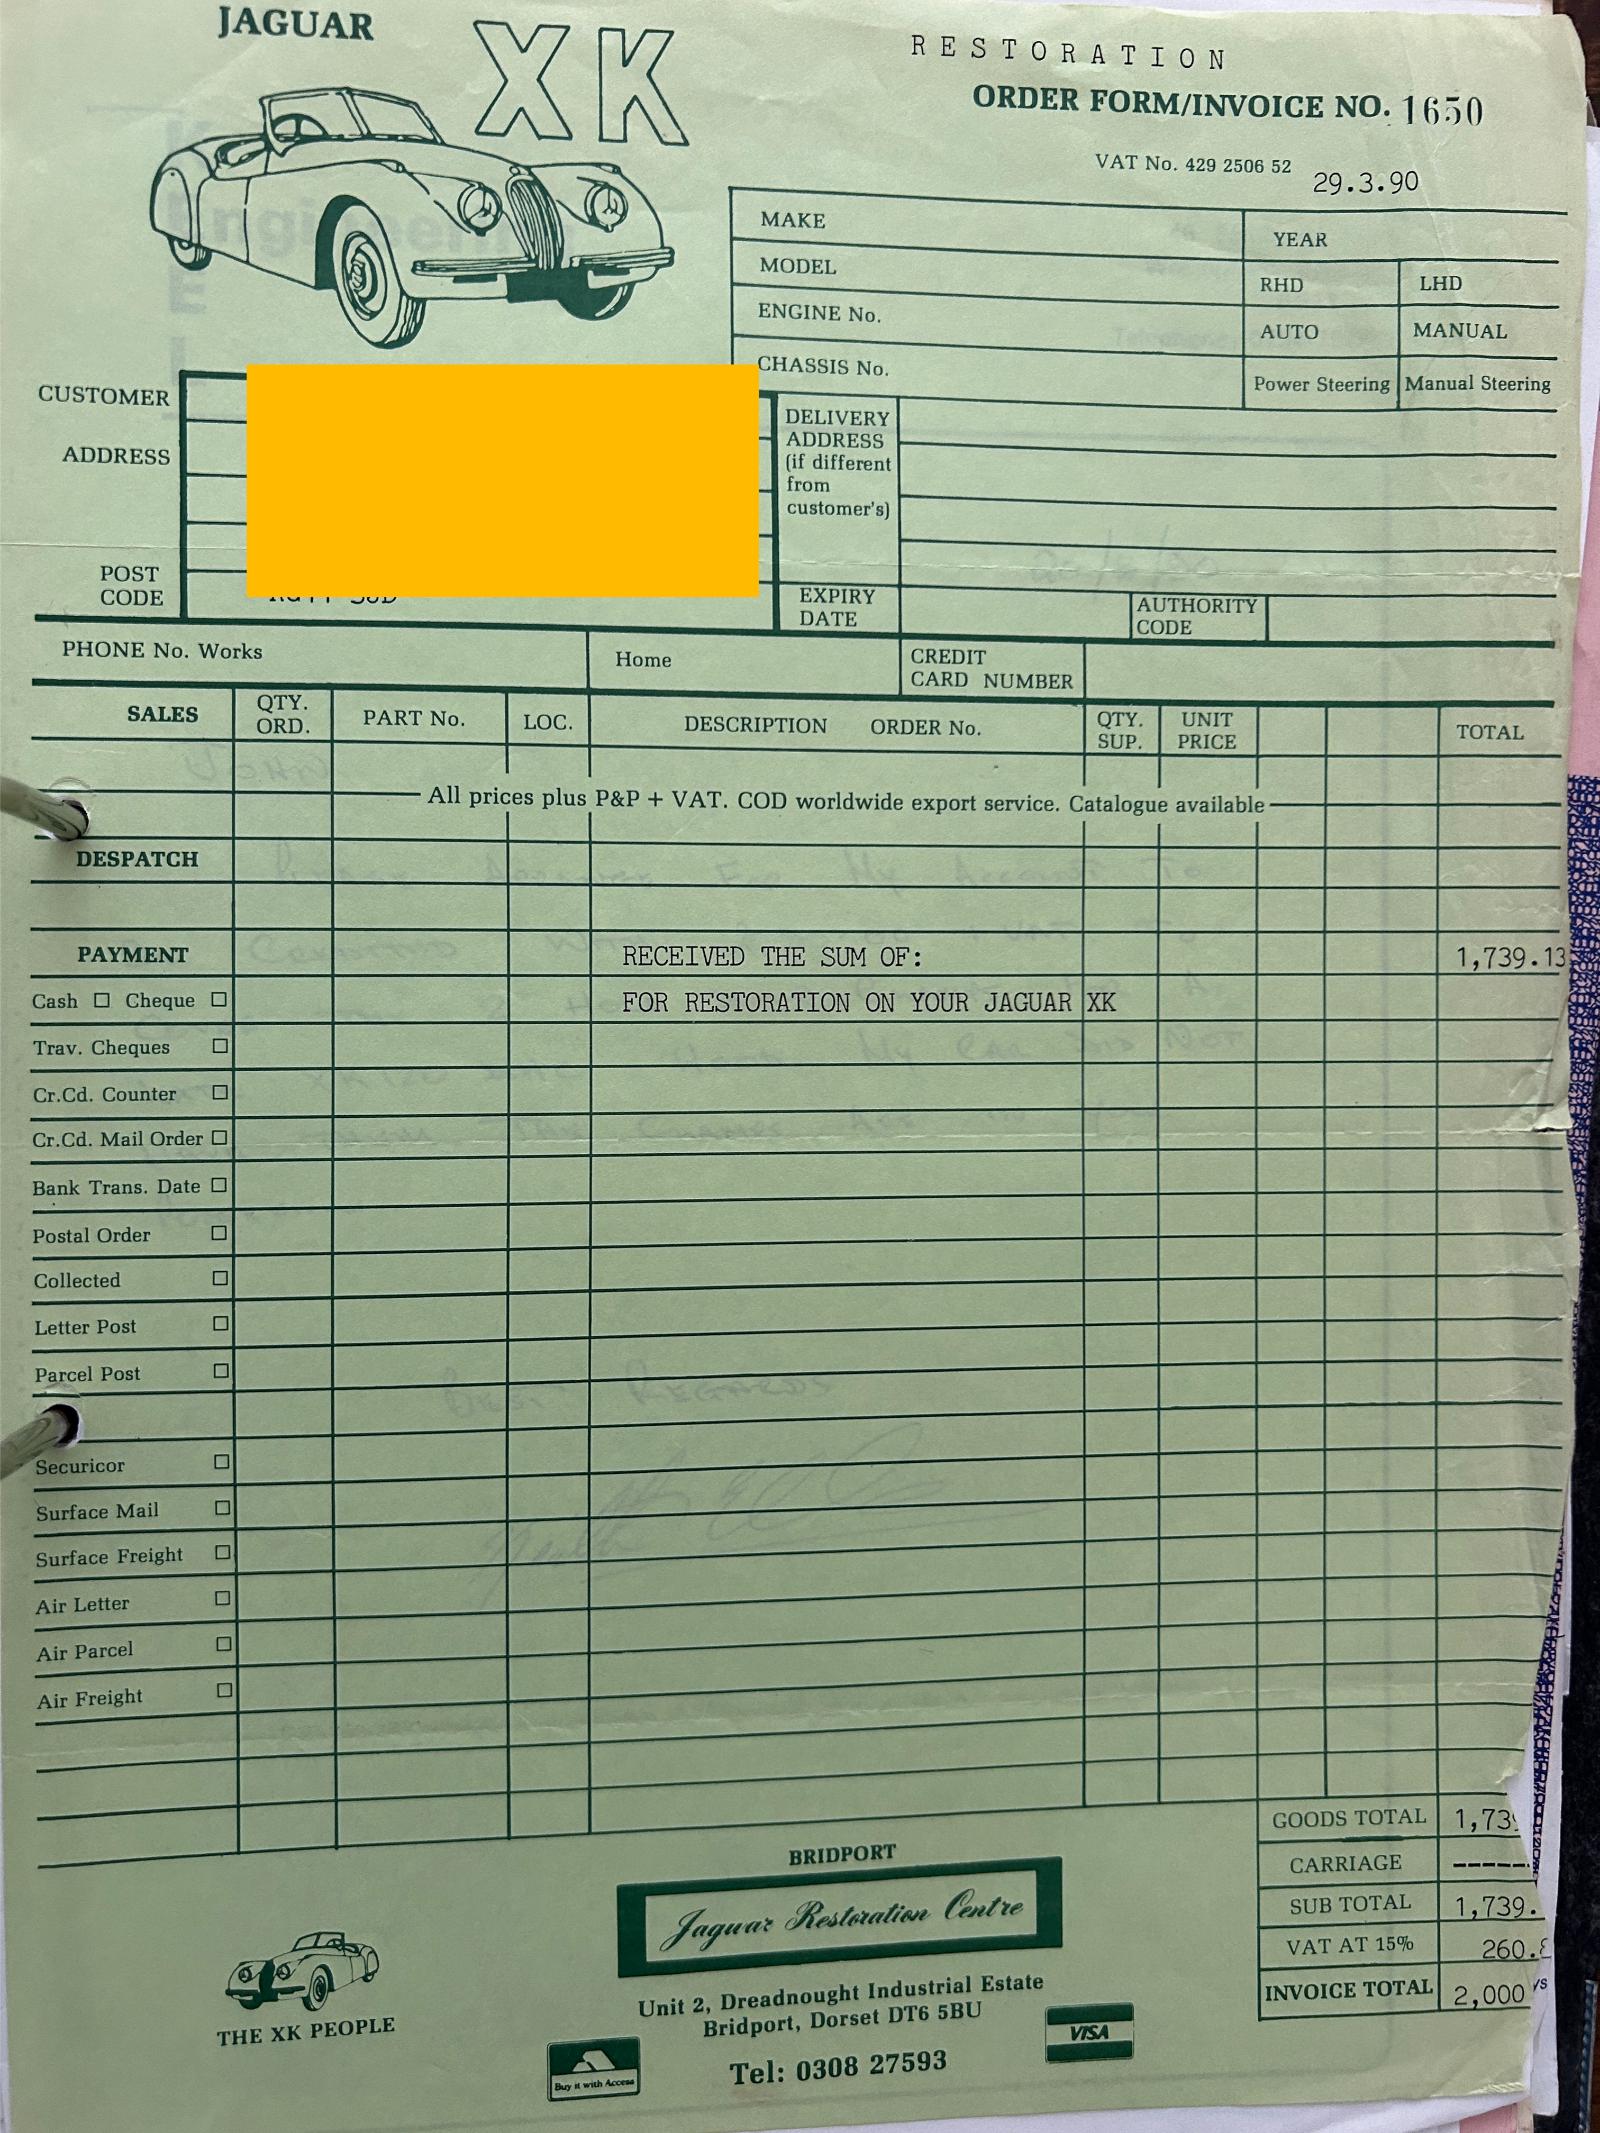 JAGUAR XK
RESTORATION
ORDER FORM/INVOICE NO. 1650
VAT No. 429 2506 52
29.3.90
MAKE
YEAR
MODEL
RHD
LHD
ENGINE No.
AUTO
MANUAL
CHASSIS No.
Power Steering
Manual Steering
CUSTOMER
ADDRESS
POST
CODE
DELIVERY
ADDRESS
(if different
from
customer's)
EXPIRY
DATE
AUTHORITY
CODE
PHONE No. Works
Home
CREDIT
CARD NUMBER
SALES
QTY.
ORD.
PART No.
LOC.
DESCRIPTION ORDER No.
QTY.
SUP.
UNIT
PRICE
TOTAL
All prices plus P&P + VAT. COD worldwide export service. Catalogue available
DESPATCH
PAYMENT
RECEIVED THE SUM OF: 1,739.13
Cash Cheque
FOR RESTORATION ON YOUR JAGUAR XK
Trav. Cheques
Cr.Cd. Counter
Cr.Cd. Mail Order
Bank Trans. Date
Postal Order
Collected
Letter Post
Parcel Post
BEST REGARDS
Securicor
Surface Mail
Surface Freight
Air Letter
Air Parcel
Air Freight
GOODS TOTAL 1,739
CARRIAGE ------
SUB TOTAL 1,739.
VAT AT 15% 260.
INVOICE TOTAL 2,000
BRIDPORT
Jaguar Restoration Centre
Unit 2, Dreadnought Industrial Estate
Bridport, Dorset DT6 5BU
Tel: 0308 27593
THE XK PEOPLE
Buy it with Access
VISA